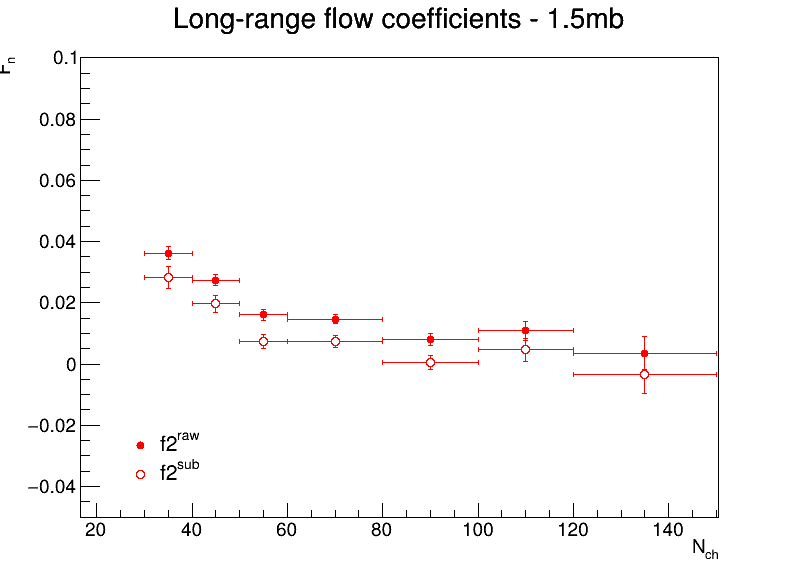 Long-range flow coefficients - 1.5mb
F_n
0.1
0.08
0.06
0.04
0.02
0
−0.02
−0.04
f2^raw
f2^sub
20 40 60 80 100 120 140
N_ch